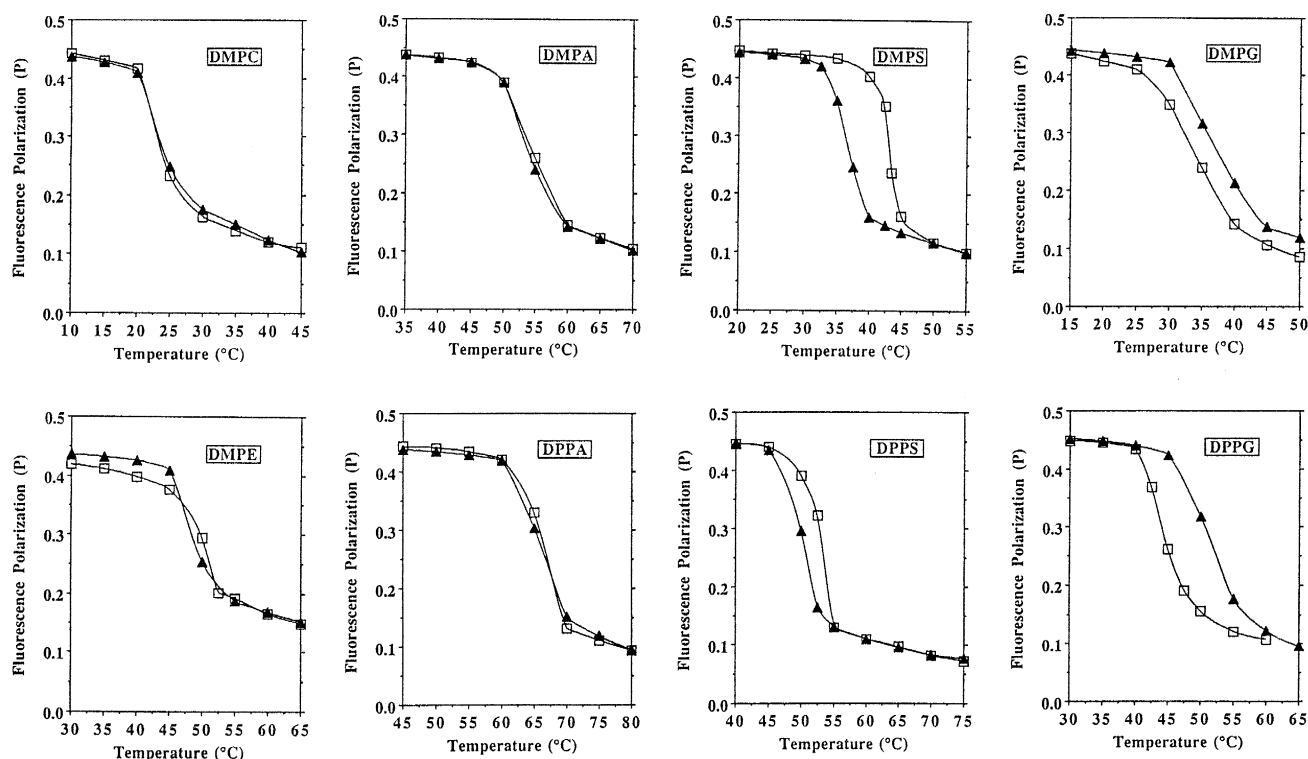 DMPC
Fluorescence Polarization (P)
0.5
0.4
0.3
0.2
0.1
0.0
10 15 20 25 30 35 40 45
Temperature (°C)
DMPA
Fluorescence Polarization (P)
0.5
0.4
0.3
0.2
0.1
0.0
35 40 45 50 55 60 65 70
Temperature (°C)
DMPS
Fluorescence Polarization (P)
0.5
0.4
0.3
0.2
0.1
0.0
20 25 30 35 40 45 50 55
Temperature (°C)
DMPG
Fluorescence Polarization (P)
0.5
0.4
0.3
0.2
0.1
0.0
15 20 25 30 35 40 45 50
Temperature (°C)
DMPE
Fluorescence Polarization (P)
0.5
0.4
0.3
0.2
0.1
0.0
30 35 40 45 50 55 60 65
Temperature (°C)
DPPA
Fluorescence Polarization (P)
0.5
0.4
0.3
0.2
0.1
0.0
45 50 55 60 65 70 75 80
Temperature (°C)
DPPS
Fluorescence Polarization (P)
0.5
0.4
0.3
0.2
0.1
0.0
40 45 50 55 60 65 70 75
Temperature (°C)
DPPG
Fluorescence Polarization (P)
0.5
0.4
0.3
0.2
0.1
0.0
30 35 40 45 50 55 60 65
Temperature (°C)